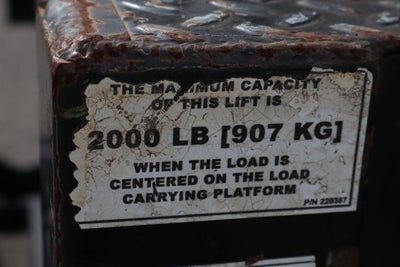 THE MAXIMUM CAPACITY
OF THIS LIFT IS
2000 LB [907 KG]
WHEN THE LOAD IS
CENTERED ON THE LOAD
CARRYING PLATFORM
P/N 220387